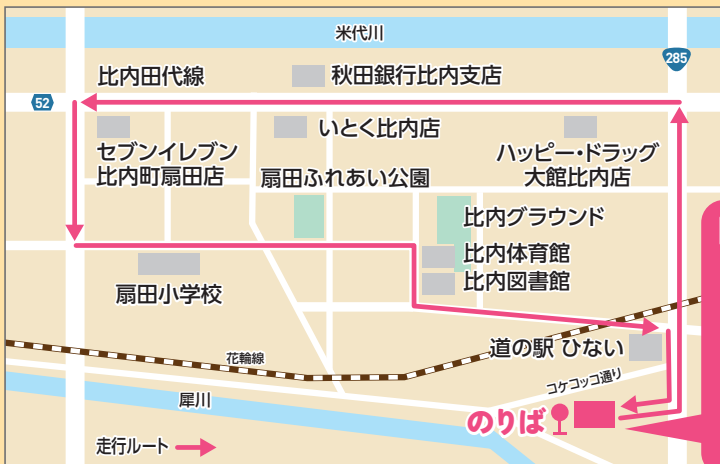 米代川
285
比内田代線
秋田銀行比内支店
52
いとく比内店
セブンイレブン
比内町扇田店
ハッピー・ドラッグ
大館比内店
扇田ふれあい公園
比内グラウンド
比内体育館
比内図書館
扇田小学校
道の駅 ひない
花輪線
コケコッコ通り
犀川
のりば
走行ルート